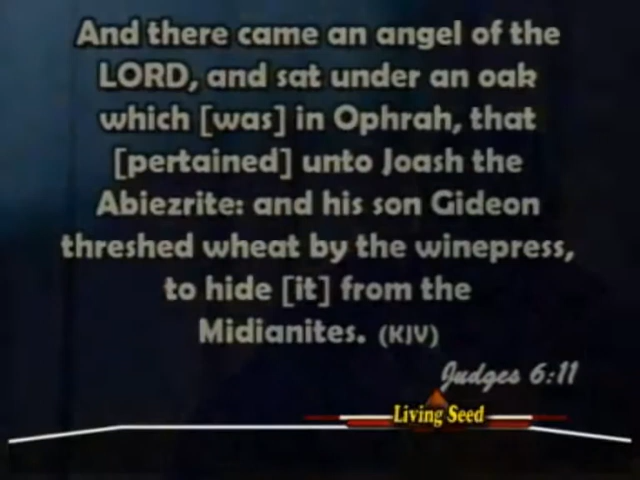 And there came an angel of the
LORD, and sat under an oak
which [was] in Ophrah, that
[pertained] unto Joash the
Abiezrite: and his son Gideon
threshed wheat by the winepress,
to hide [it] from the
Midianites. (KJV)
Judges 6:11
Living Seed